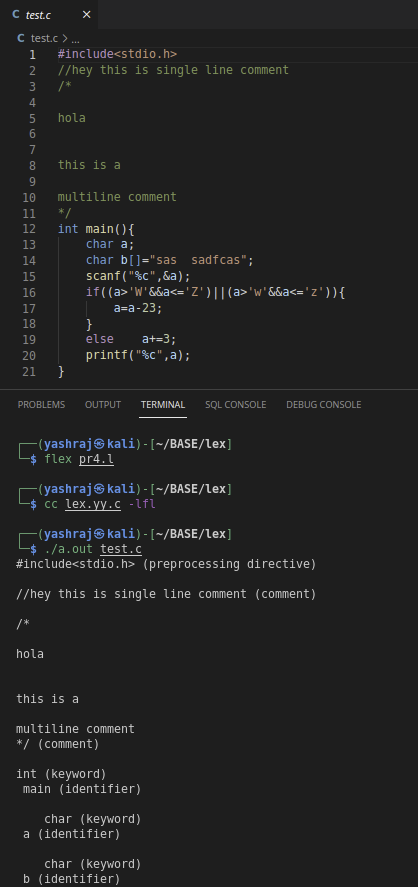 C test.c ×
C test.c > ...
1 #include<stdio.h>
2 //hey this is single line comment
3 /*
4
5 hola
6
7
8 this is a
9
10 multiline comment
11 */
12 int main(){
13 char a;
14 char b[]="sas  sadfcas";
15 scanf("%c",&a);
16 if((a>'W'&&a<='Z')||(a>'w'&&a<='z')){
17 a=a-23;
18 }
19 else    a+=3;
20 printf("%c",a);
21 }
PROBLEMS OUTPUT TERMINAL SQL CONSOLE DEBUG CONSOLE
┌──(yashraj㉿kali)-[~/BASE/lex]
└─$ flex pr4.l
┌──(yashraj㉿kali)-[~/BASE/lex]
└─$ cc lex.yy.c -lfl
┌──(yashraj㉿kali)-[~/BASE/lex]
└─$ ./a.out test.c
#include<stdio.h> (preprocessing directive)
//hey this is single line comment (comment)
/*
hola
this is a
multiline comment
*/ (comment)
int (keyword)
main (identifier)
char (keyword)
a (identifier)
char (keyword)
b (identifier)